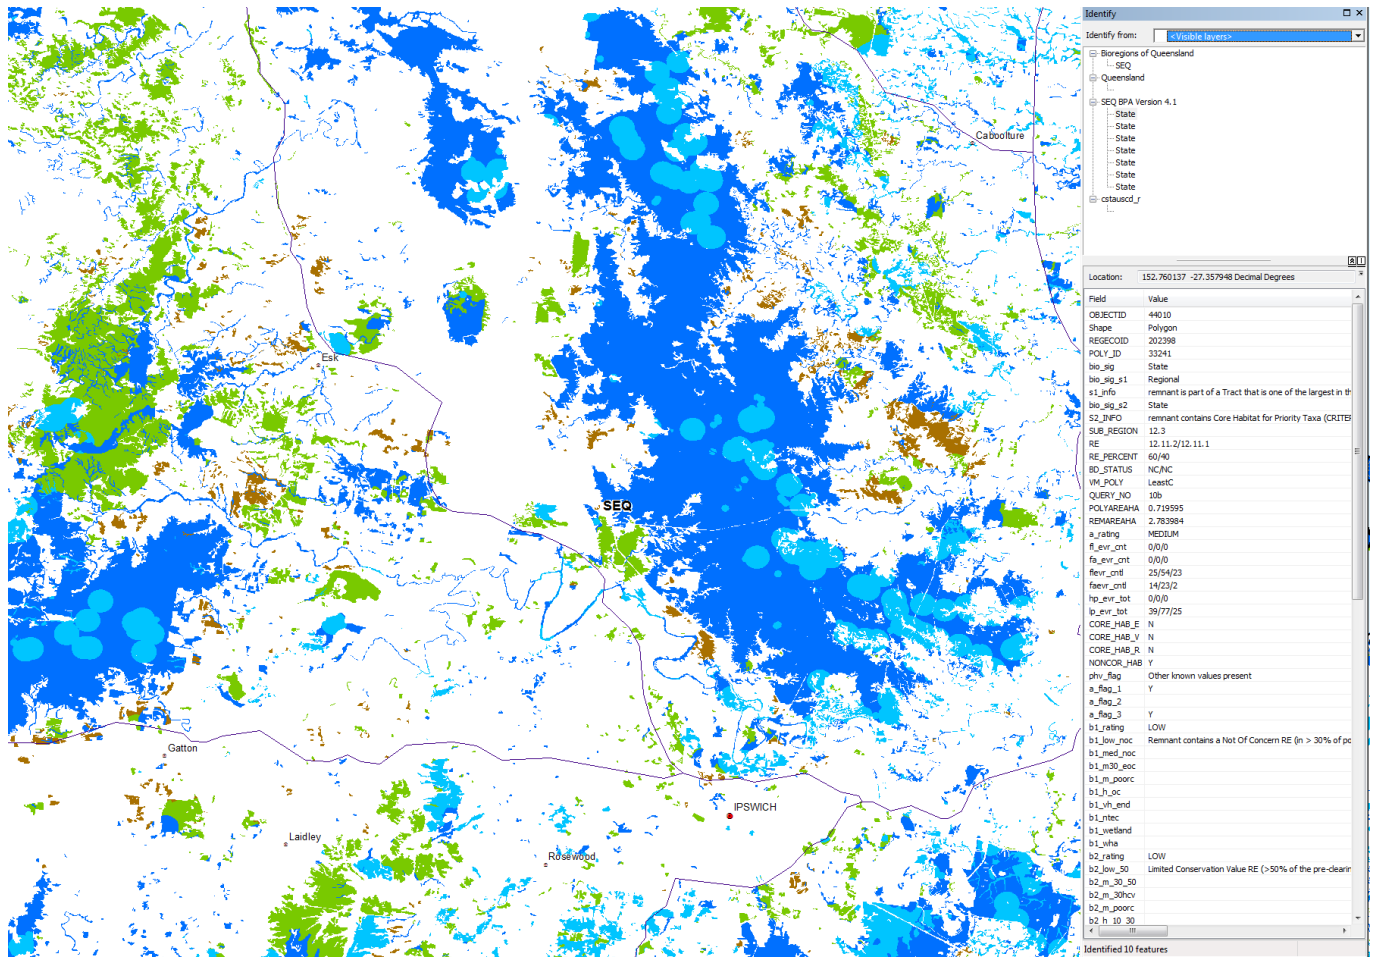 Caboolture
Esk
SEQ
Gatton
IPSWICH
Laidley
Rosewood
Identify
Identify from: <Visible layers>
Bioregions of Queensland
SEQ
Queensland
SEQ BPA Version 4.1
State
State
State
State
State
State
State
cstauscd_r
Location: 152.760137 -27.357948 Decimal Degrees
Field Value
OBJECTID 44010
Shape Polygon
REGECOID 202398
POLY_ID 33241
bio_sig State
bio_sig_s1 Regional
s1_info remnant is part of a Tract that is one of the largest in th
bio_sig_s2 State
S2_INFO remnant contains Core Habitat for Priority Taxa (CRITER
SUB_REGION 12.3
RE 12.11.2/12.11.1
RE_PERCENT 60/40
BD_STATUS NC/NC
VM_POLY LeastC
QUERY_NO 10b
POLYAREAHA 0.719595
REMAREAHA 2.783984
a_rating MEDIUM
fl_evr_cnt 0/0/0
fa_evr_cnt 0/0/0
flevr_cntl 25/54/23
faevr_cntl 14/23/2
hp_evr_tot 0/0/0
lp_evr_tot 39/77/25
CORE_HAB_E N
CORE_HAB_V N
CORE_HAB_R N
NONCOR_HAB Y
phv_flag Other known values present
a_flag_1 Y
a_flag_2
a_flag_3 Y
b1_rating LOW
b1_low_noc Remnant contains a Not Of Concern RE (in > 30% of po
b1_med_noc
b1_m30_eoc
b1_m_poorc
b1_h_oc
b1_vh_end
b1_ntec
b1_wetland
b1_wha
b2_rating LOW
b2_low_50 Limited Conservation Value RE (>50% of the pre-clearin
b2_m_30_50
b2_m_30hcv
b2_m_poorc
b2_h_10_30
Identified 10 features